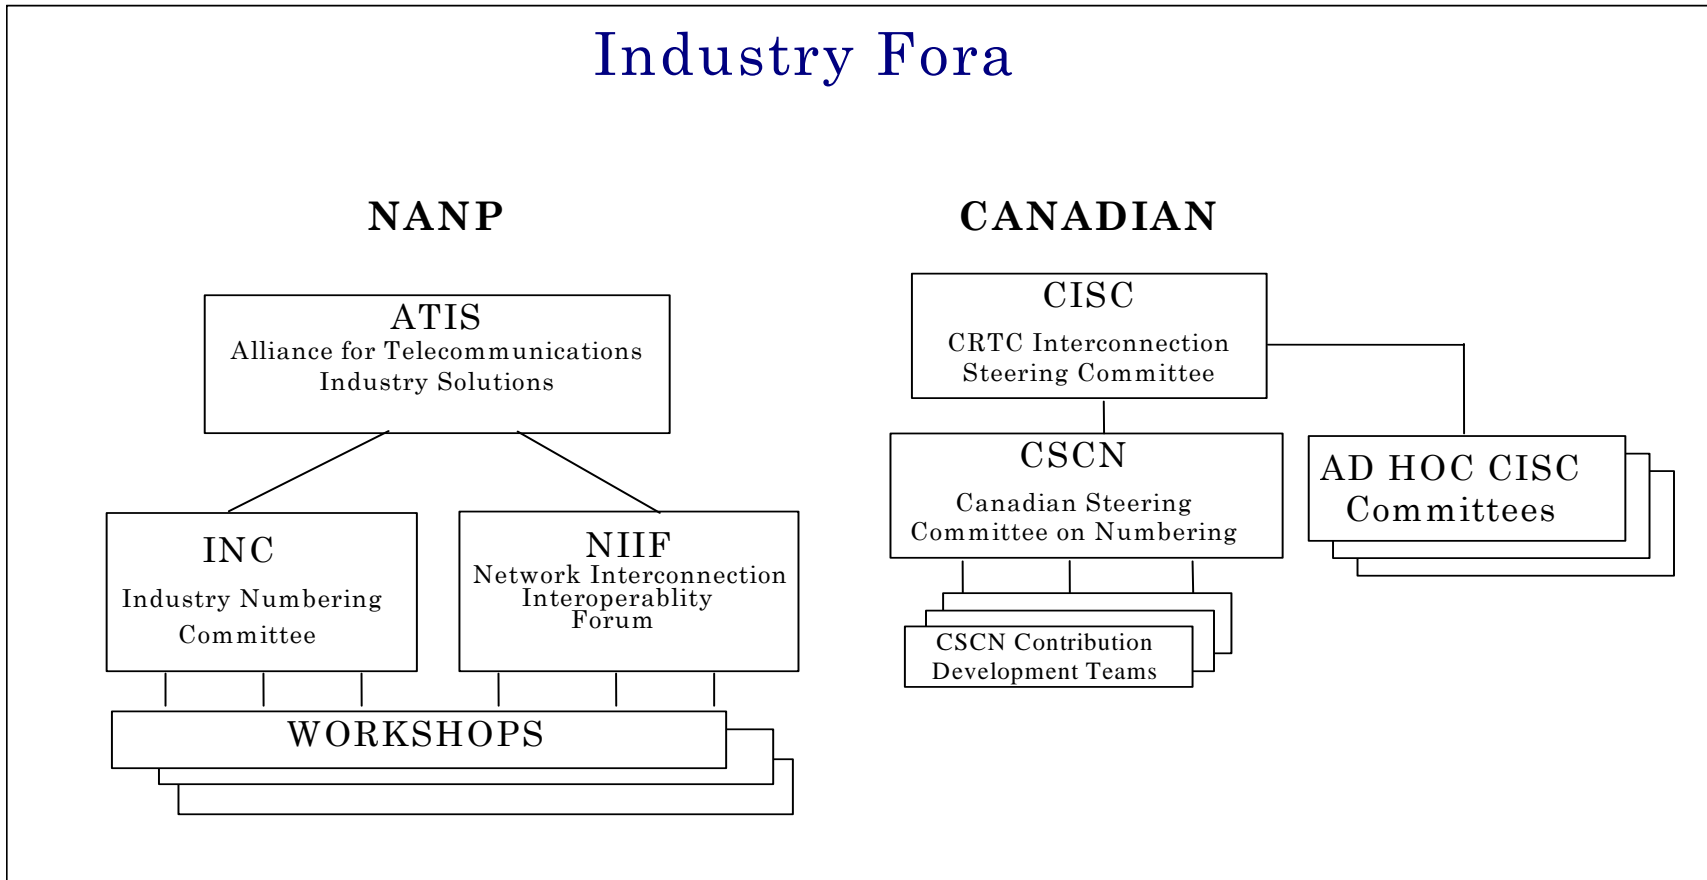 Industry Fora
NANP
ATIS
Alliance for Telecommunications
Industry Solutions
INC
Industry Numbering
Committee
NIIF
Network Interconnection
Interoperablity
Forum
WORKSHOPS
CANADIAN
CISC
CRTC Interconnection
Steering Committee
CSCN
Canadian Steering
Committee on Numbering
AD HOC CISC
Committees
CSCN Contribution
Development Teams